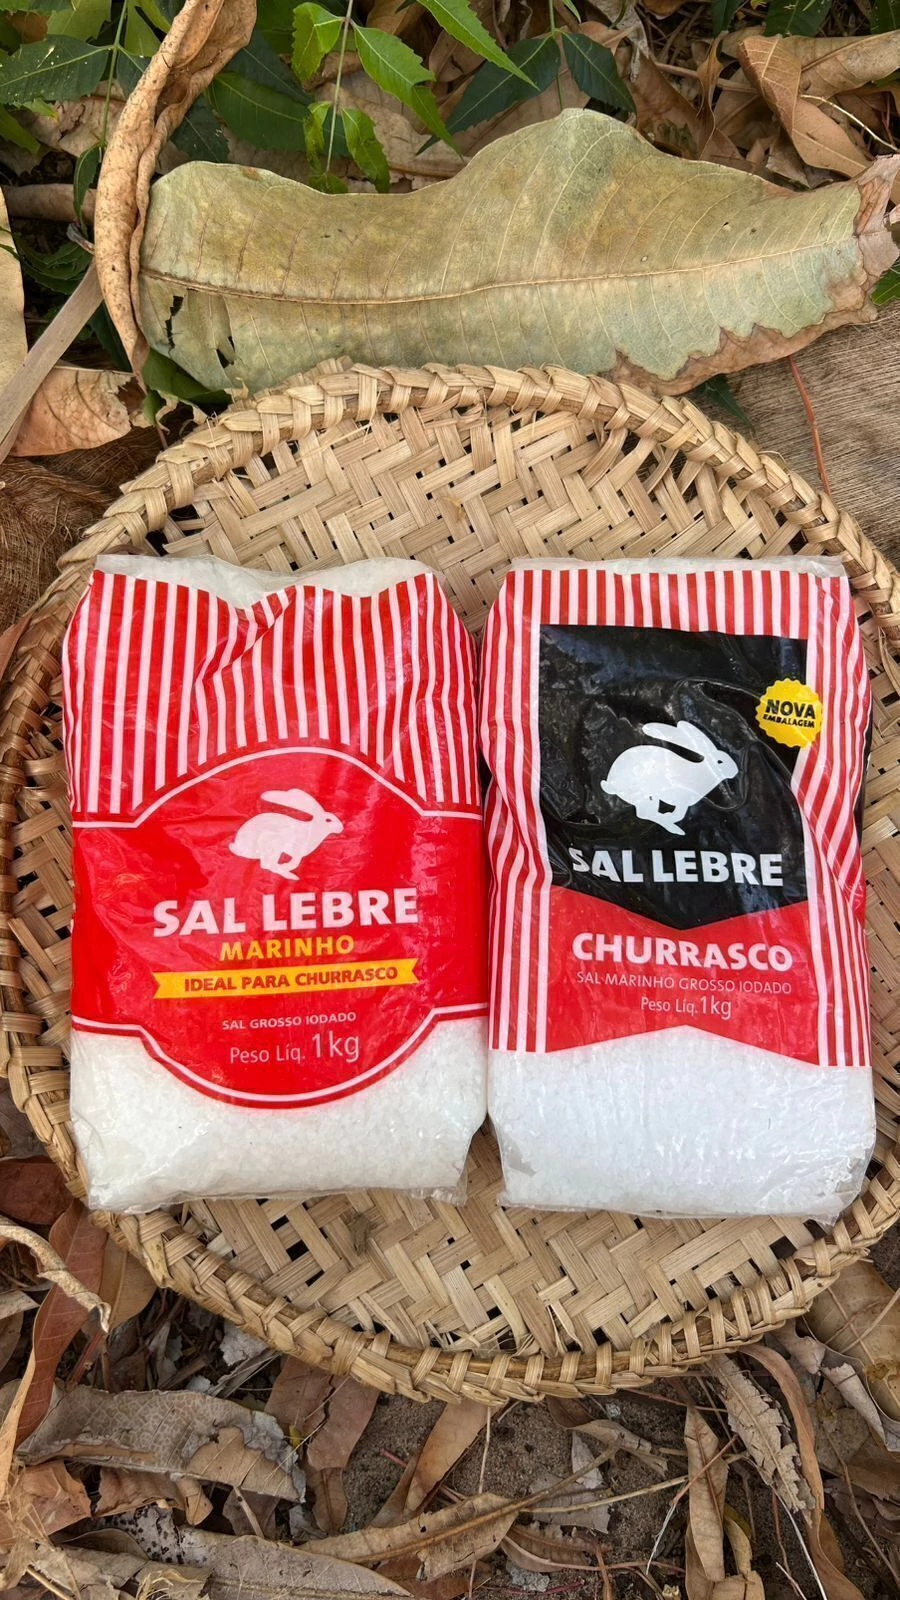 SAL LEBRE
MARINHO
IDEAL PARA CHURRASCO
SAL GROSSO IODADO
Peso Líq. 1kg
NOVA
EMBALAGEM
SAL LEBRE
CHURRASCO
SAL MARINHO GROSSO IODADO
Peso Líq. 1kg